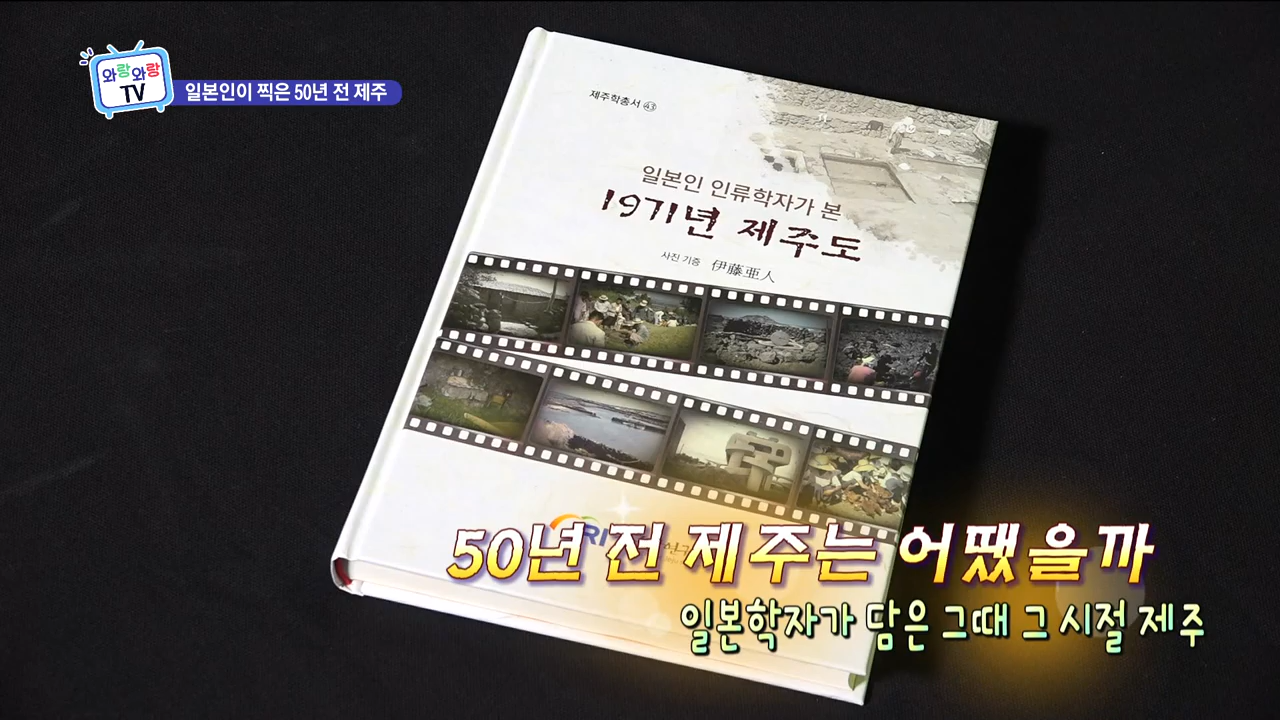 와랑와랑
TV
일본인이 찍은 50년 전 제주
제주학총서 43
일본인 인류학자가 본
1971년 제주도
사진 기증 伊藤亜人
RI
50년 전 제주는 어땠을까
일본학자가 담은 그때 그 시절 제주